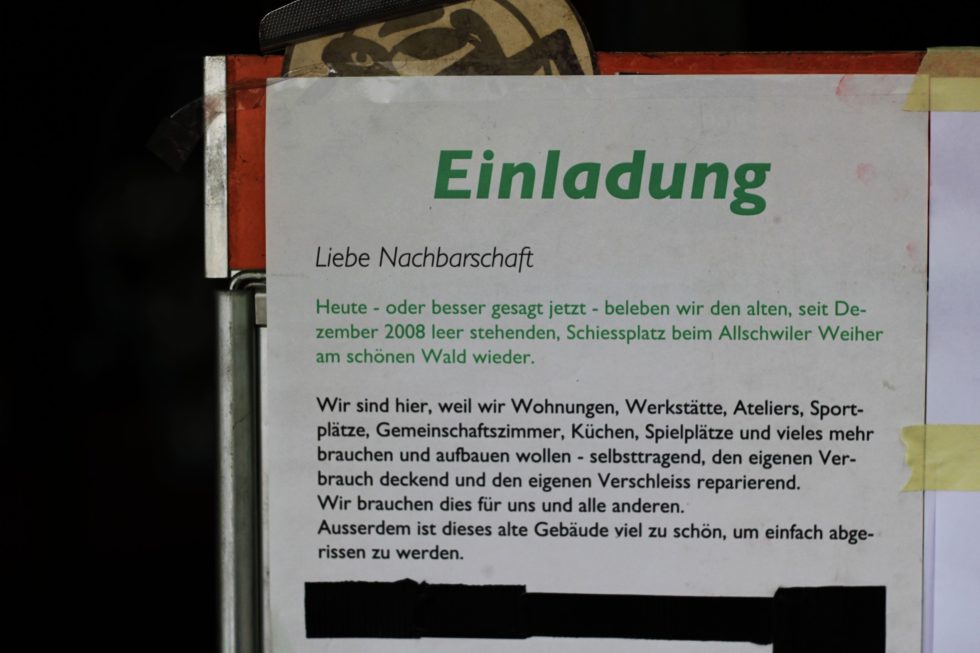 Einladung
Liebe Nachbarschaft
Heute - oder besser gesagt jetzt - beleben wir den alten, seit De-
zember 2008 leer stehenden, Schiessplatz beim Allschwiler Weiher
am schönen Wald wieder.
Wir sind hier, weil wir Wohnungen, Werkstätte, Ateliers, Sport-
plätze, Gemeinschaftszimmer, Küchen, Spielplätze und vieles mehr
brauchen und aufbauen wollen - selbsttragend, den eigenen Ver-
brauch deckend und den eigenen Verschleiss reparierend.
Wir brauchen dies für uns und alle anderen.
Ausserdem ist dieses alte Gebäude viel zu schön, um einfach abge-
rissen zu werden.